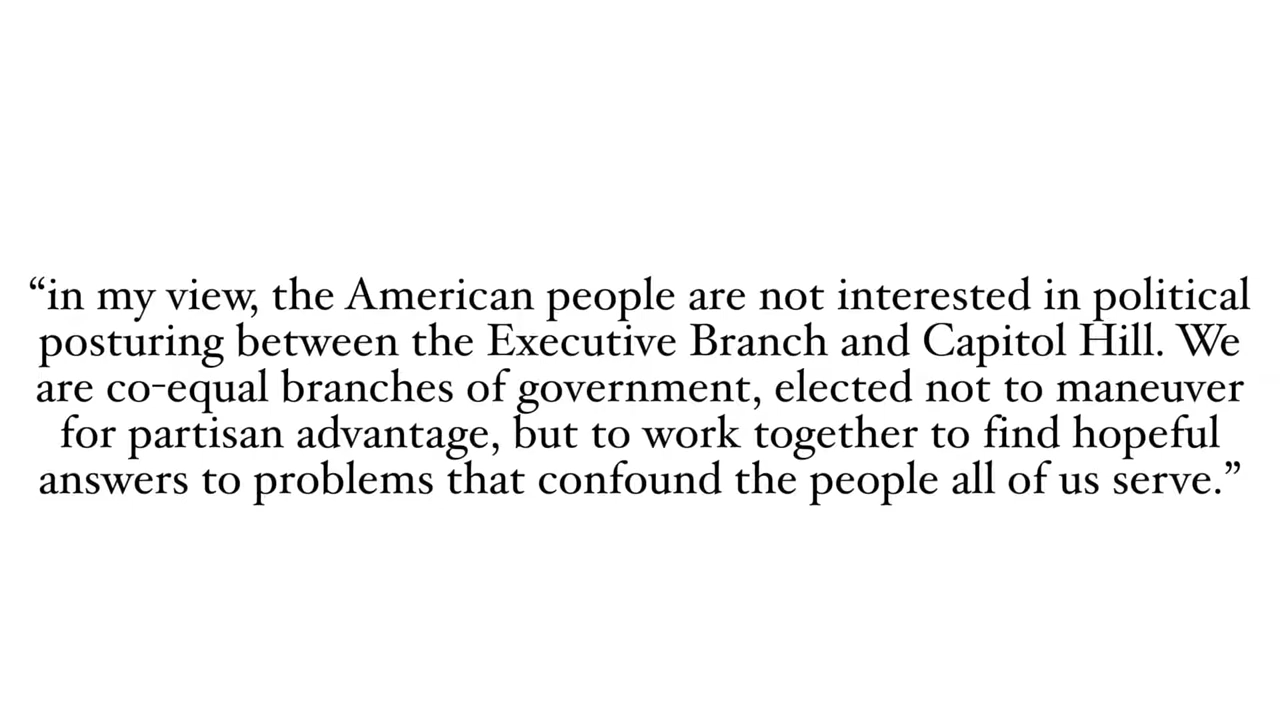 “in my view, the American people are not interested in political
posturing between the Executive Branch and Capitol Hill. We
are co-equal branches of government, elected not to maneuver
for partisan advantage, but to work together to find hopeful
answers to problems that confound the people all of us serve.”